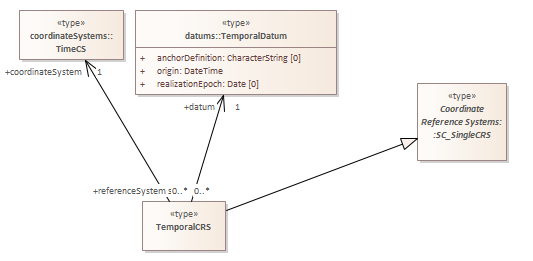 «type»
coordinateSystems::
TimeCS
«type»
datums::TemporalDatum
+ anchorDefinition: CharacterString [0]
+ origin: DateTime
+ realizationEpoch: Date [0]
+coordinateSystem 1
+datum 1
«type»
Coordinate
Reference Systems:
:SC_SingleCRS
+referenceSystem s0..* 0..*
«type»
TemporalCRS